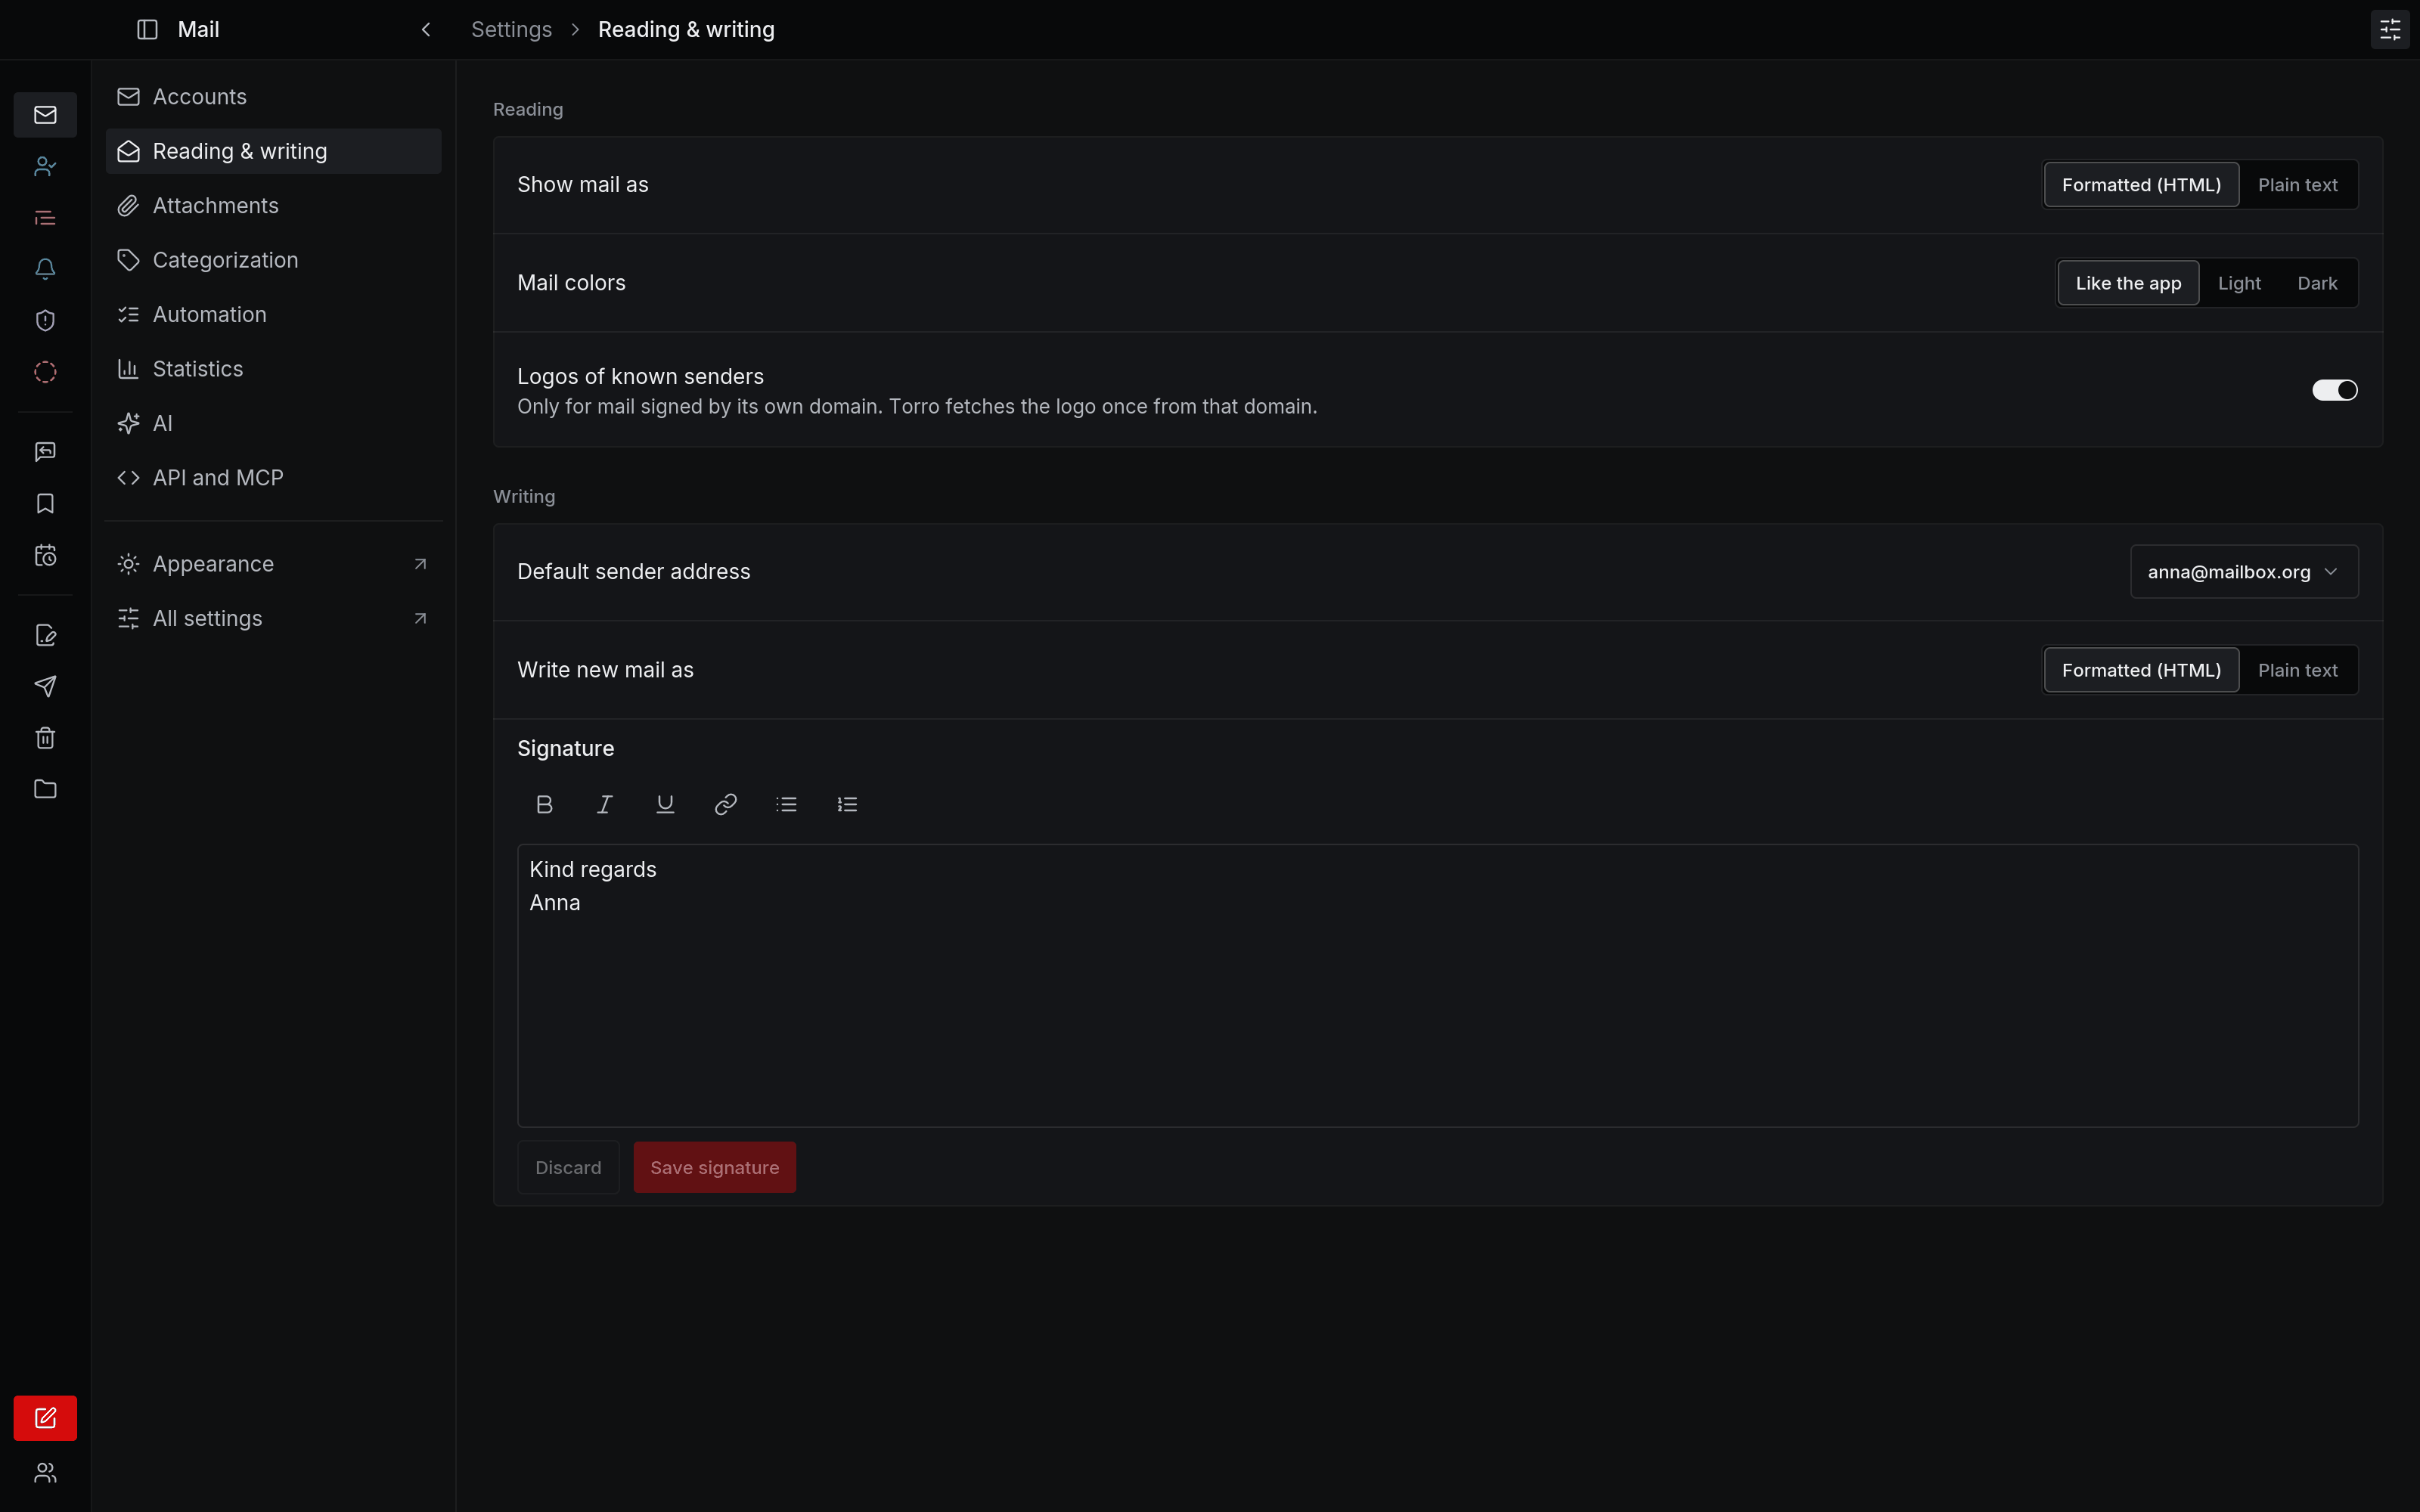 Mail
Settings > Reading & writing
Accounts
Reading & writing
Attachments
Categorization
Automation
Statistics
AI
API and MCP
Appearance
All settings
Reading
Show mail as
Formatted (HTML) Plain text
Mail colors
Like the app Light Dark
Logos of known senders
Only for mail signed by its own domain. Torro fetches the logo once from that domain.
Writing
Default sender address
anna@mailbox.org
Write new mail as
Formatted (HTML) Plain text
Signature
Kind regards
Anna
Discard Save signature